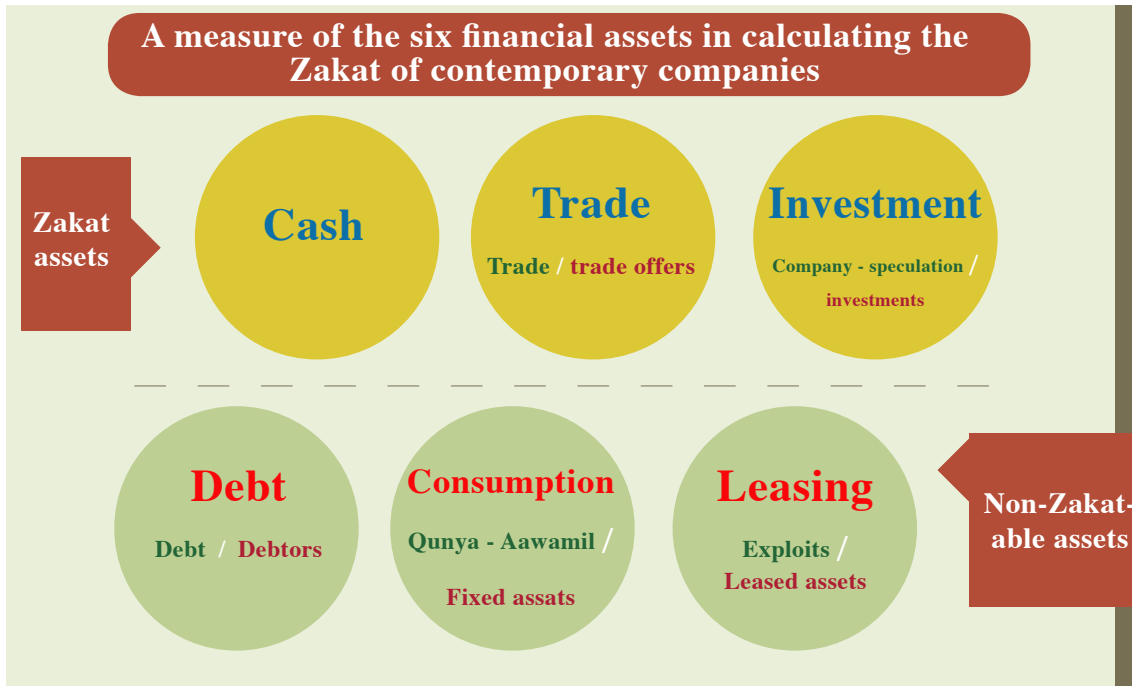 A measure of the six financial assets in calculating the
Zakat of contemporary companies
Zakat
assets
Cash
Trade
Trade / trade offers
Investment
Company - speculation /
investments
Debt
Debt / Debtors
Consumption
Qunya - Aawamil /
Fixed assats
Leasing
Exploits /
Leased assets
Non-Zakat-
able assets